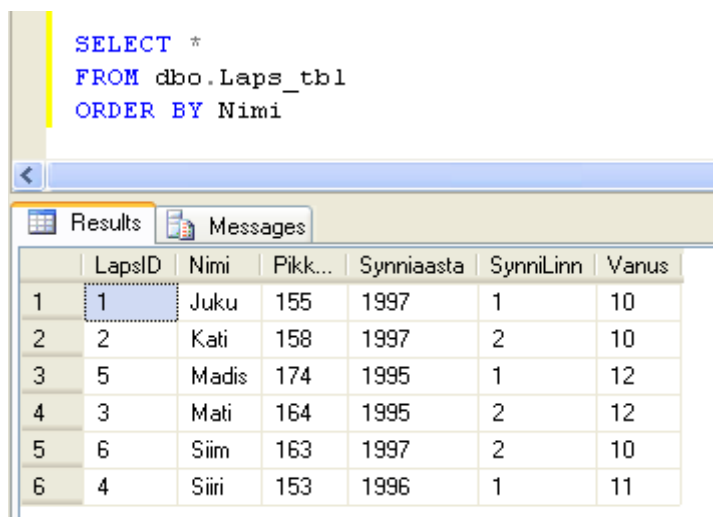 SELECT *
FROM dbo.Laps_tbl
ORDER BY Nimi
Results Messages
LapsID Nimi Pikk... Synniaasta SynniLinn Vanus
1 1 Juku 155 1997 1 10
2 2 Kati 158 1997 2 10
3 5 Madis 174 1995 1 12
4 3 Mati 164 1995 2 12
5 6 Siim 163 1997 2 10
6 4 Siiri 153 1996 1 11